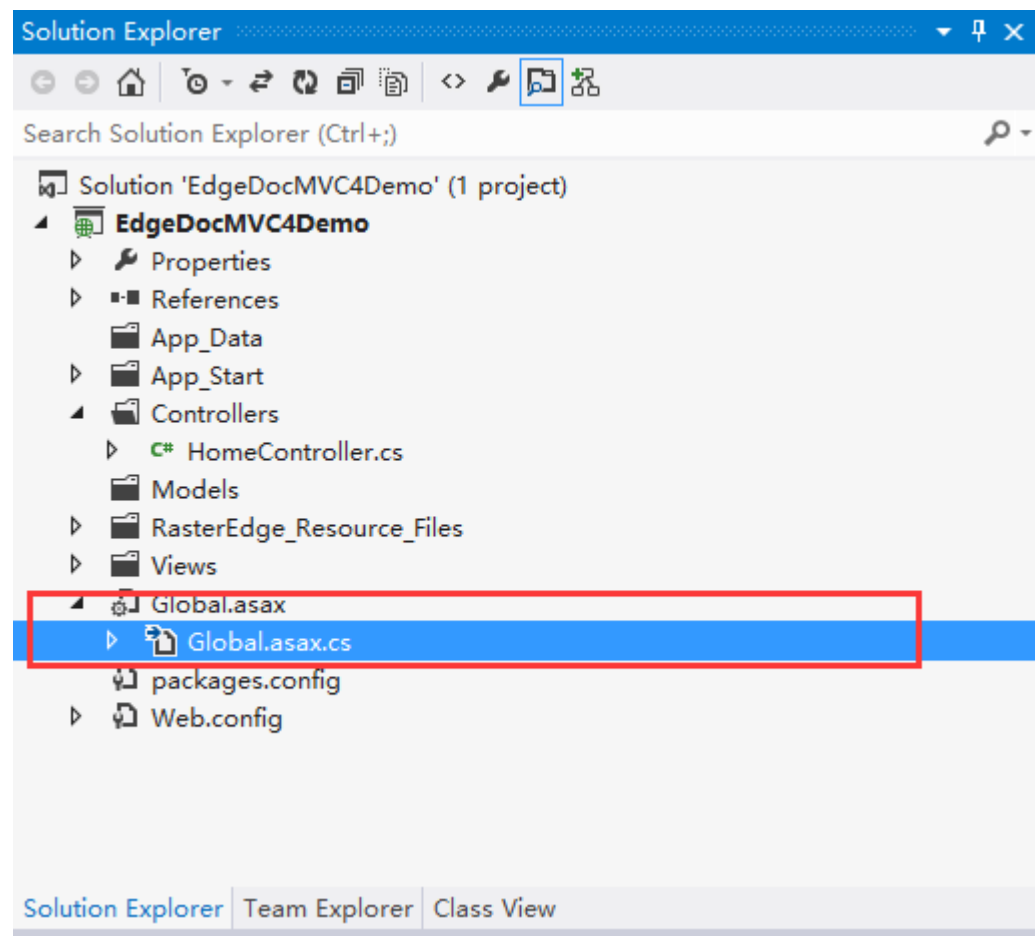 Solution Explorer
Search Solution Explorer (Ctrl+;)
Solution 'EdgeDocMVC4Demo' (1 project)
EdgeDocMVC4Demo
Properties
References
App_Data
App_Start
Controllers
C# HomeController.cs
Models
RasterEdge_Resource_Files
Views
Global.asax
Global.asax.cs
packages.config
Web.config
Solution Explorer Team Explorer Class View